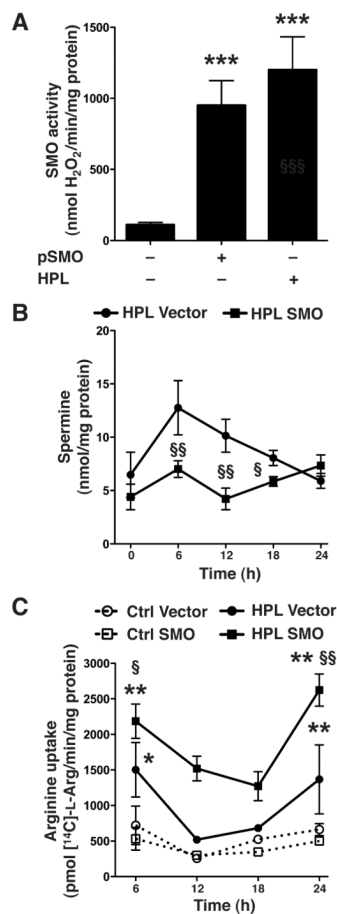 A
SMO activity
(nmol H₂O₂/min/mg protein)
1500
1000
500
0
***
***
§§§
pSMO – + –
HPL – – +
B
HPL Vector HPL SMO
Spermine
(nmol/mg protein)
20
15
10
5
0
§§
§§
§
0 6 12 18 24
Time (h)
C
Ctrl Vector HPL Vector
Ctrl SMO HPL SMO
Arginine uptake
(pmol [¹⁴C]-L-Arg/min/mg protein)
3000
2500
2000
1500
1000
500
0
§
**
*
** §§
**
6 12 18 24
Time (h)